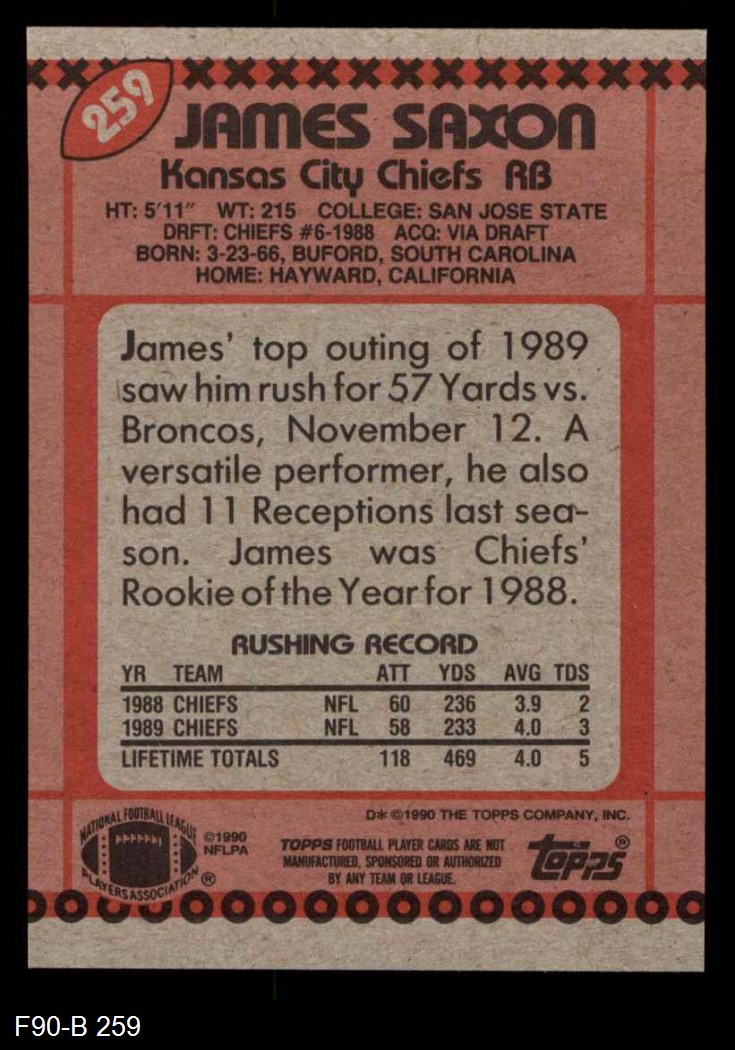 259
JAMES SAXON
Kansas City Chiefs RB
HT: 5'11" WT: 215 COLLEGE: SAN JOSE STATE
DRFT: CHIEFS #6-1988 ACQ: VIA DRAFT
BORN: 3-23-66, BUFORD, SOUTH CAROLINA
HOME: HAYWARD, CALIFORNIA
James' top outing of 1989
saw him rush for 57 Yards vs.
Broncos, November 12. A
versatile performer, he also
had 11 Receptions last sea-
son. James was Chiefs'
Rookie of the Year for 1988.
RUSHING RECORD
YR TEAM ATT YDS AVG TDS
1988 CHIEFS NFL 60 236 3.9 2
1989 CHIEFS NFL 58 233 4.0 3
LIFETIME TOTALS 118 469 4.0 5
D* ©1990 THE TOPPS COMPANY, INC.
NATIONAL FOOTBALL LEAGUE
PLAYERS ASSOCIATION ®
©1990
NFLPA
TOPPS FOOTBALL PLAYER CARDS ARE NOT
MANUFACTURED, SPONSORED OR AUTHORIZED
BY ANY TEAM OR LEAGUE.
topps®
F90-B 259